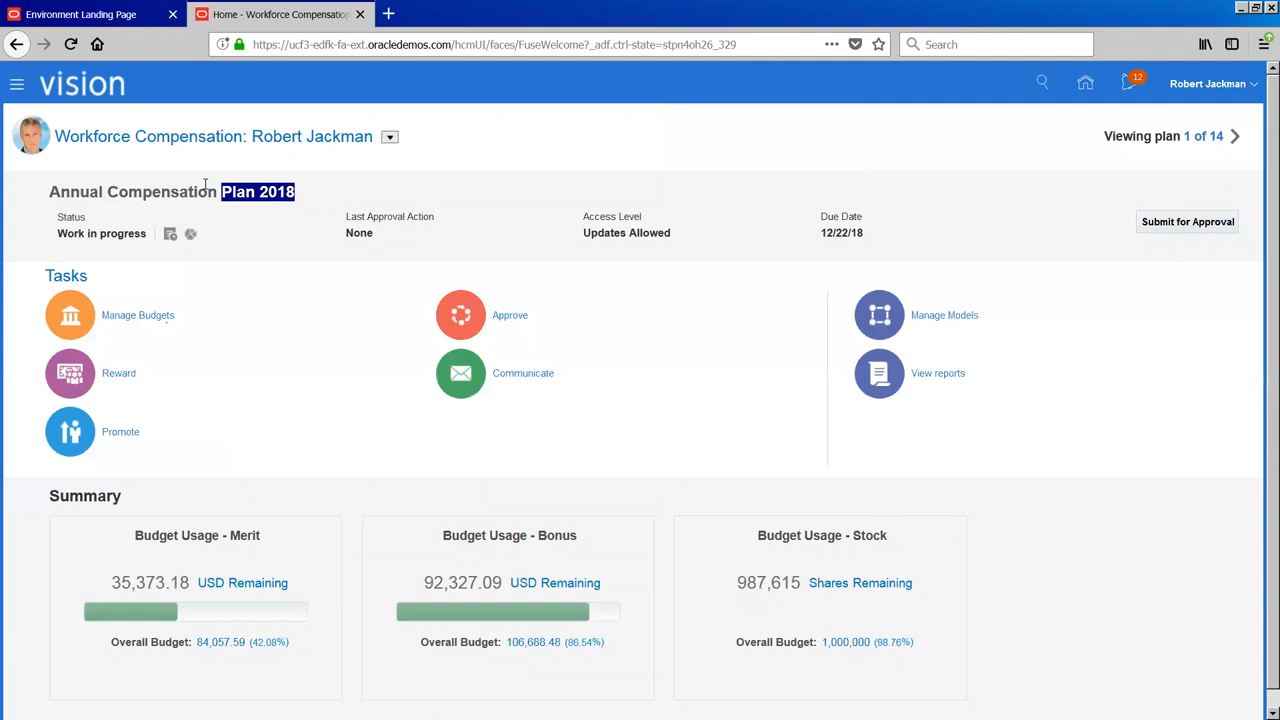 Environment Landing Page
Home - Workforce Compensation
https://ucf3-edfk-fa-ext.oracledemos.com/hcmUI/faces/FuseWelcome?_adf.ctrl-state=stpn4oh26_329
Search
vision
12
Robert Jackman
Workforce Compensation: Robert Jackman
Viewing plan 1 of 14
Annual Compensation Plan 2018
Status
Last Approval Action
Access Level
Due Date
Work in progress
None
Updates Allowed
12/22/18
Submit for Approval
Tasks
Manage Budgets
Approve
Manage Models
Reward
Communicate
View reports
Promote
Summary
Budget Usage - Merit
Budget Usage - Bonus
Budget Usage - Stock
35,373.18 USD Remaining
92,327.09 USD Remaining
987,615 Shares Remaining
Overall Budget: 84,057.59 (42.08%)
Overall Budget: 106,688.48 (86.54%)
Overall Budget: 1,000,000 (98.76%)